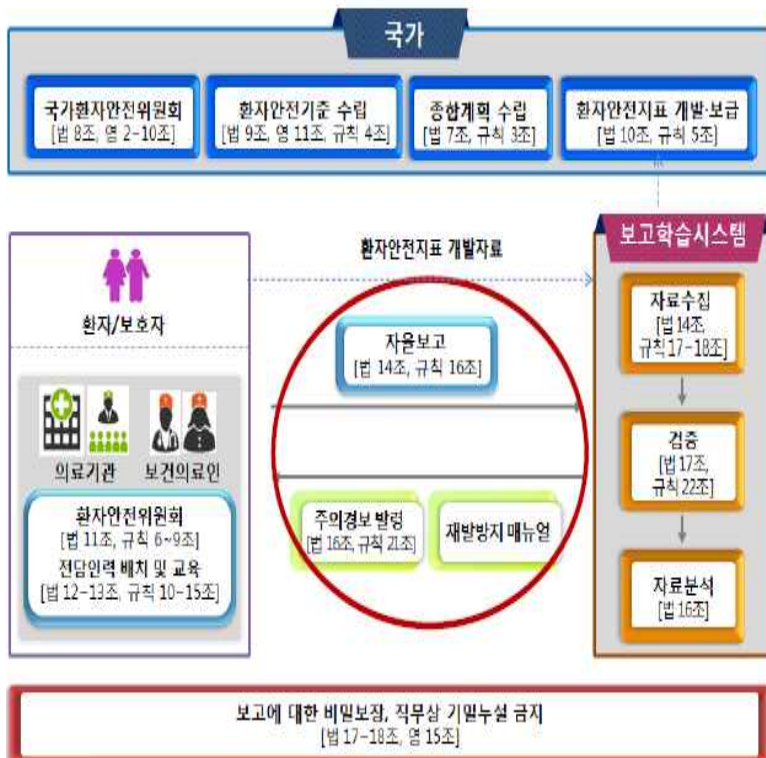 국가
국가환자안전위원회
[법 8조, 영 2-10조]
환자안전기준 수립
[법 9조, 영 11조, 규칙 4조]
종합계획 수립
[법 7조, 규칙 3조]
환자안전지표 개발·보급
[법 10조, 규칙 5조]
환자/보호자
의료기관
보건의료인
환자안전위원회
[법 11조, 규칙 6~9조]
전담인력 배치 및 교육
[법 12-13조, 규칙 10-15조]
환자안전지표 개발자료
자율보고
[법 14조, 규칙 16조]
주의경보 발령
[법 16조, 규칙 21조]
재발방지 매뉴얼
보고학습시스템
자료수집
[법 14조,
규칙 17-18조]
검증
[법 17조,
규칙 22조]
자료분석
[법 16조]
보고에 대한 비밀보장, 직무상 기밀누설 금지
[법 17-18조, 영 15조]